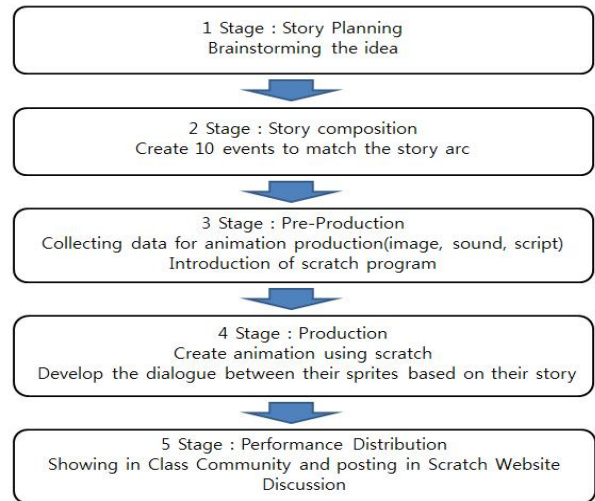 1 Stage : Story Planning
Brainstorming the idea
2 Stage : Story composition
Create 10 events to match the story arc
3 Stage : Pre-Production
Collecting data for animation production(image, sound, script)
Introduction of scratch program
4 Stage : Production
Create animation using scratch
Develop the dialogue between their sprites based on their story
5 Stage : Performance Distribution
Showing in Class Community and posting in Scratch Website
Discussion